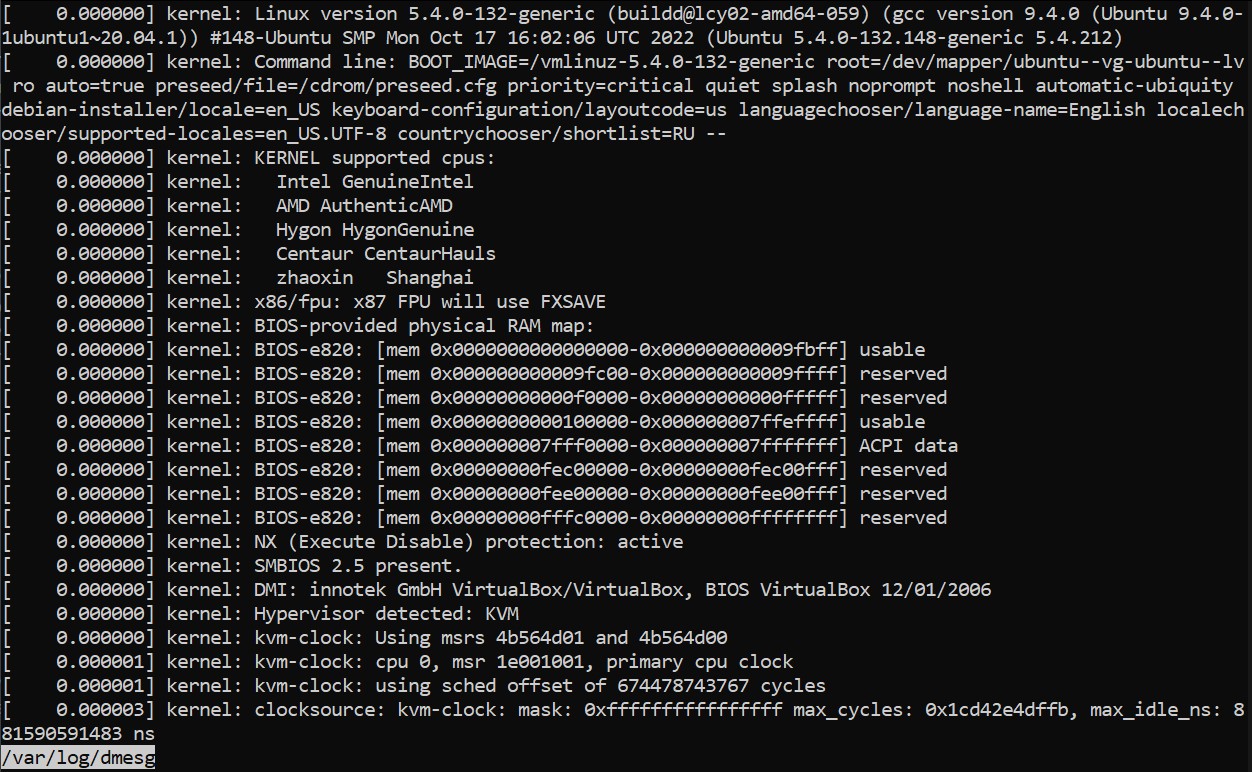 [    0.000000] kernel: Linux version 5.4.0-132-generic (buildd@lcy02-amd64-059) (gcc version 9.4.0 (Ubuntu 9.4.0-
1ubuntu1~20.04.1)) #148-Ubuntu SMP Mon Oct 17 16:02:06 UTC 2022 (Ubuntu 5.4.0-132.148-generic 5.4.212)
[    0.000000] kernel: Command line: BOOT_IMAGE=/vmlinuz-5.4.0-132-generic root=/dev/mapper/ubuntu--vg-ubuntu--lv
 ro auto=true preseed/file=/cdrom/preseed.cfg priority=critical quiet splash noprompt noshell automatic-ubiquity
debian-installer/locale=en_US keyboard-configuration/layoutcode=us languagechooser/language-name=English localech
ooser/supported-locales=en_US.UTF-8 countrychooser/shortlist=RU --
[    0.000000] kernel: KERNEL supported cpus:
[    0.000000] kernel:   Intel GenuineIntel
[    0.000000] kernel:   AMD AuthenticAMD
[    0.000000] kernel:   Hygon HygonGenuine
[    0.000000] kernel:   Centaur CentaurHauls
[    0.000000] kernel:   zhaoxin   Shanghai
[    0.000000] kernel: x86/fpu: x87 FPU will use FXSAVE
[    0.000000] kernel: BIOS-provided physical RAM map:
[    0.000000] kernel: BIOS-e820: [mem 0x0000000000000000-0x000000000009fbff] usable
[    0.000000] kernel: BIOS-e820: [mem 0x000000000009fc00-0x000000000009ffff] reserved
[    0.000000] kernel: BIOS-e820: [mem 0x00000000000f0000-0x00000000000fffff] reserved
[    0.000000] kernel: BIOS-e820: [mem 0x0000000000100000-0x000000007ffeffff] usable
[    0.000000] kernel: BIOS-e820: [mem 0x000000007fff0000-0x000000007fffffff] ACPI data
[    0.000000] kernel: BIOS-e820: [mem 0x00000000fec00000-0x00000000fec00fff] reserved
[    0.000000] kernel: BIOS-e820: [mem 0x00000000fee00000-0x00000000fee00fff] reserved
[    0.000000] kernel: BIOS-e820: [mem 0x00000000fffc0000-0x00000000ffffffff] reserved
[    0.000000] kernel: NX (Execute Disable) protection: active
[    0.000000] kernel: SMBIOS 2.5 present.
[    0.000000] kernel: DMI: innotek GmbH VirtualBox/VirtualBox, BIOS VirtualBox 12/01/2006
[    0.000000] kernel: Hypervisor detected: KVM
[    0.000000] kernel: kvm-clock: Using msrs 4b564d01 and 4b564d00
[    0.000001] kernel: kvm-clock: cpu 0, msr 1e001001, primary cpu clock
[    0.000001] kernel: kvm-clock: using sched offset of 674478743767 cycles
[    0.000003] kernel: clocksource: kvm-clock: mask: 0xffffffffffffffff max_cycles: 0x1cd42e4dffb, max_idle_ns: 8
81590591483 ns
/var/log/dmesg